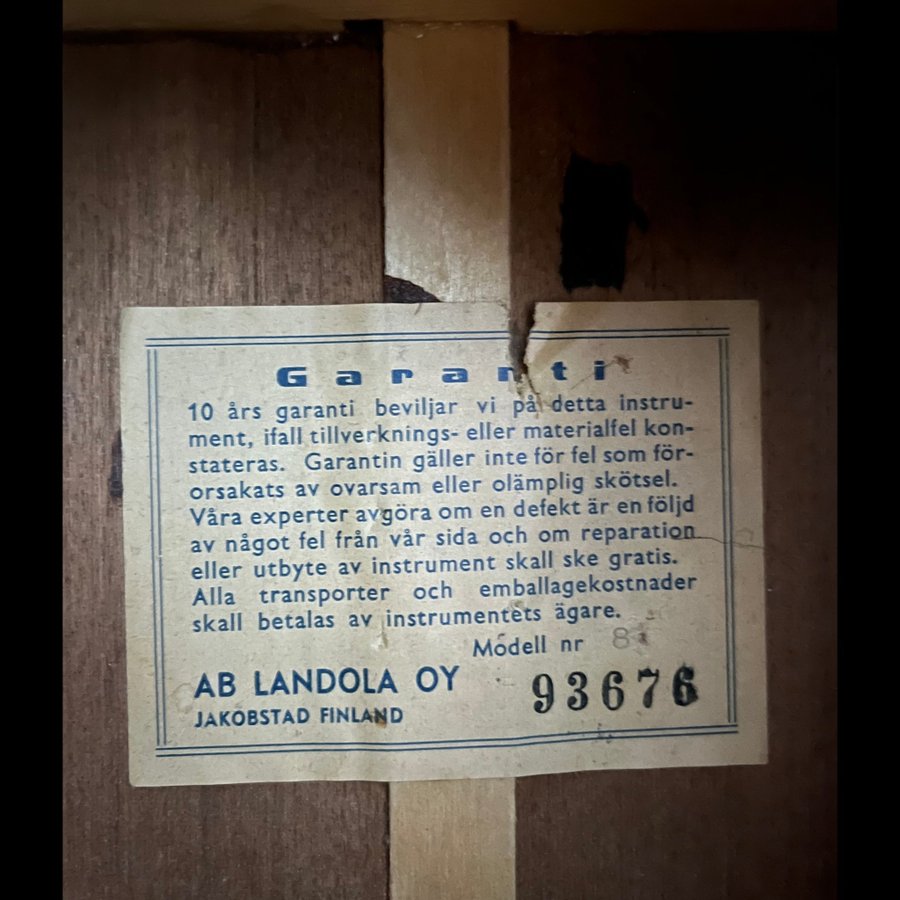 Garanti
10 års garanti beviljar vi på detta instru-
ment, ifall tillverknings- eller materialfel kon-
stateras. Garantin gäller inte för fel som för-
orsakats av ovarsam eller olämplig skötsel.
Våra experter avgöra om en defekt är en följd
av något fel från vår sida och om reparation
eller utbyte av instrument skall ske gratis.
Alla transporter och emballagekostnader
skall betalas av instrumentets ägare.
Modell nr
AB LANDOLA OY
JAKOBSTAD FINLAND
93676